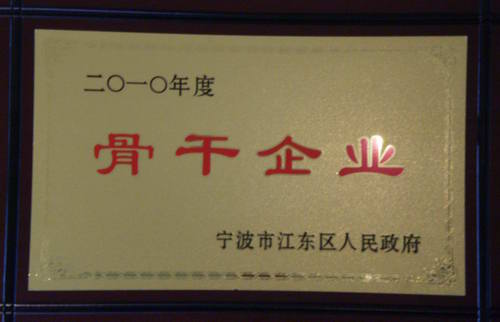 二〇一〇年度
骨干企业
宁波市江东区人民政府